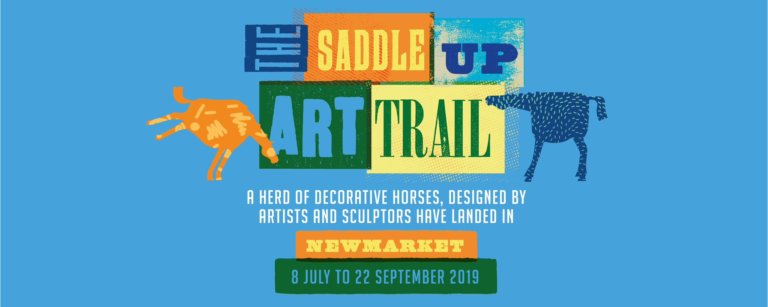 THE SADDLE UP
ART TRAIL
A HERD OF DECORATIVE HORSES, DESIGNED BY
ARTISTS AND SCULPTORS HAVE LANDED IN
NEWMARKET
8 JULY TO 22 SEPTEMBER 2019